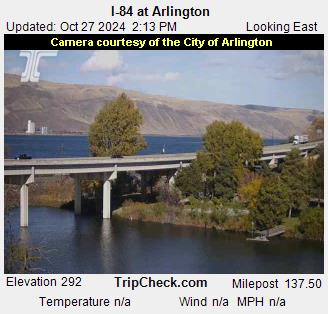 I-84 at Arlington
Updated: Oct 27 2024 2:13 PM Looking East
Camera courtesy of the City of Arlington
Elevation 292 TripCheck.com Milepost 137.50
Temperature n/a Wind n/a MPH n/a